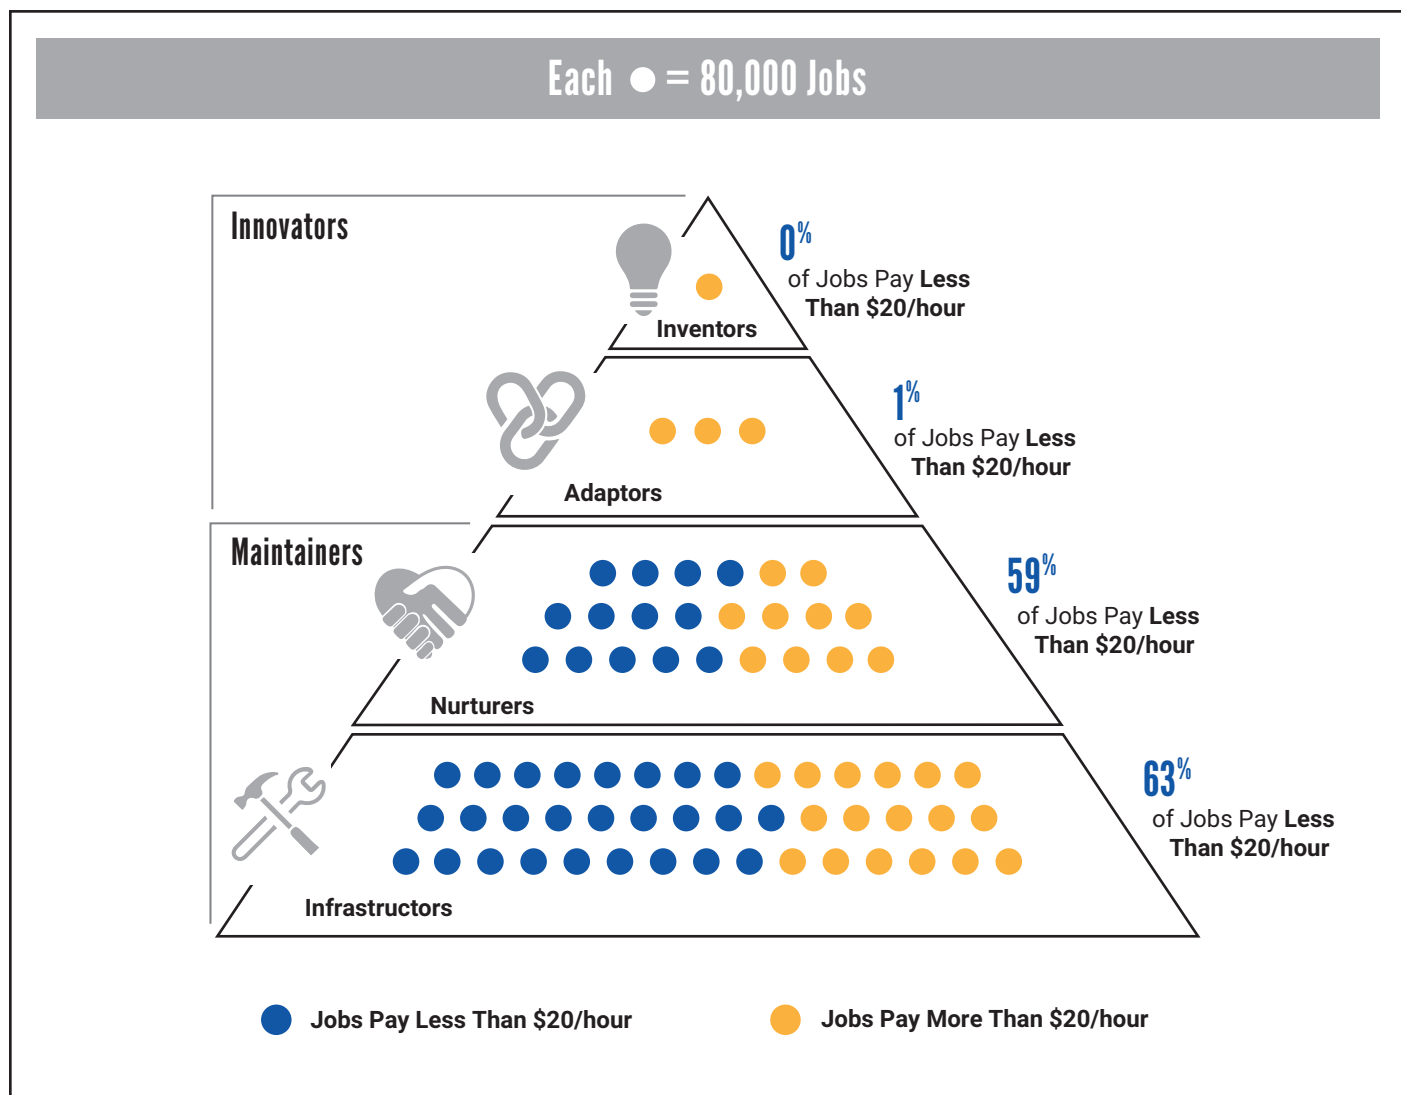 Each = 80,000 Jobs
Innovators
0%
of Jobs Pay Less
Than $20/hour
Inventors
1%
of Jobs Pay Less
Than $20/hour
Adaptors
Maintainers
59%
of Jobs Pay Less
Than $20/hour
Nurturers
63%
of Jobs Pay Less
Than $20/hour
Infrastructors
Jobs Pay Less Than $20/hour
Jobs Pay More Than $20/hour